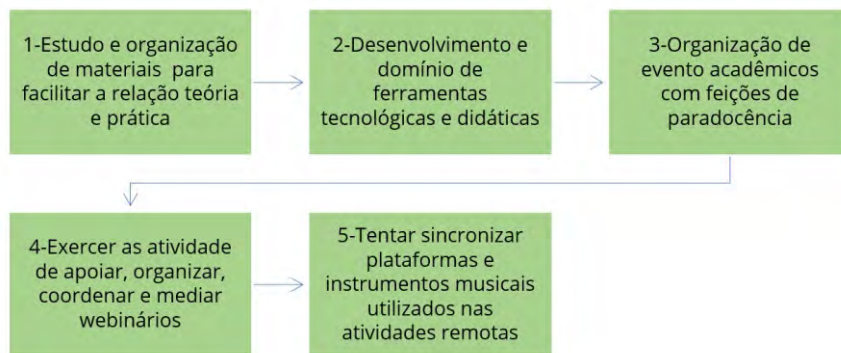 1-Estudo e organização
de materiais para
facilitar a relação teória
e prática
2-Desenvolvimento e
domínio de
ferramentas
tecnológicas e didáticas
3-Organização de
evento acadêmicos
com feições de
paradocência
4-Exercer as atividade
de apoiar, organizar,
coordenar e mediar
webinários
5-Tentar sincronizar
plataformas e
instrumentos musicais
utilizados nas
atividades remotas